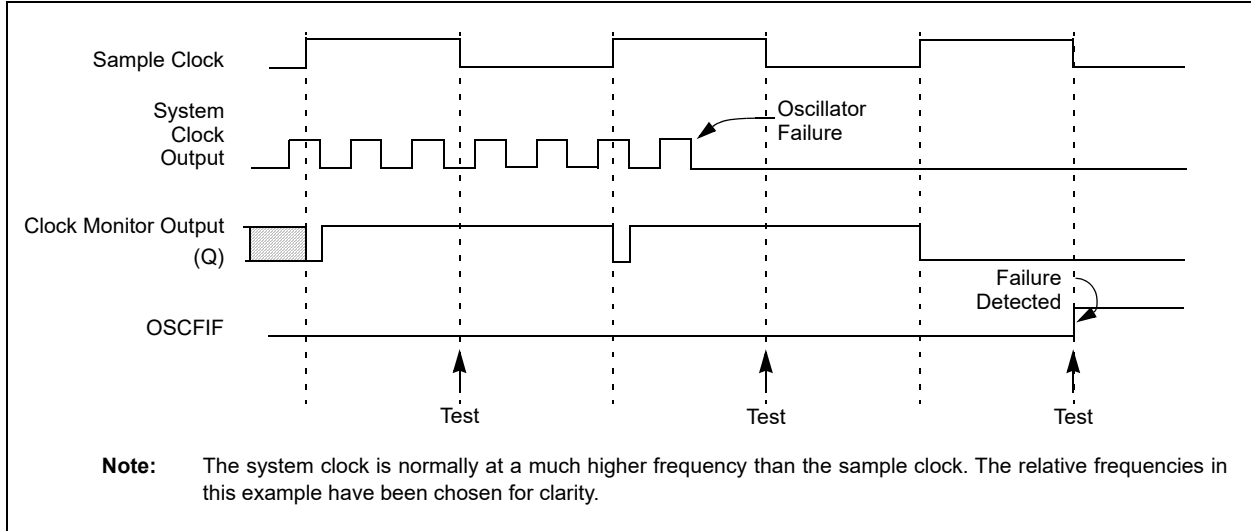 Sample Clock
System
Clock
Output
Oscillator
Failure
Clock Monitor Output
(Q)
Failure
Detected
OSCFIF
Test
Test
Test
Note: The system clock is normally at a much higher frequency than the sample clock. The relative frequencies in
this example have been chosen for clarity.